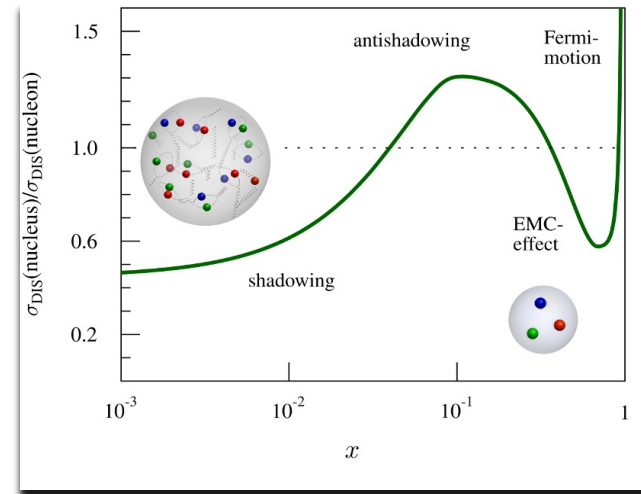 1.5
1.0
0.6
0.2
σDIS(nucleus)/σDIS(nucleon)
antishadowing
Fermi-
motion
EMC-
effect
shadowing
10-3
10-2
10-1
1
x